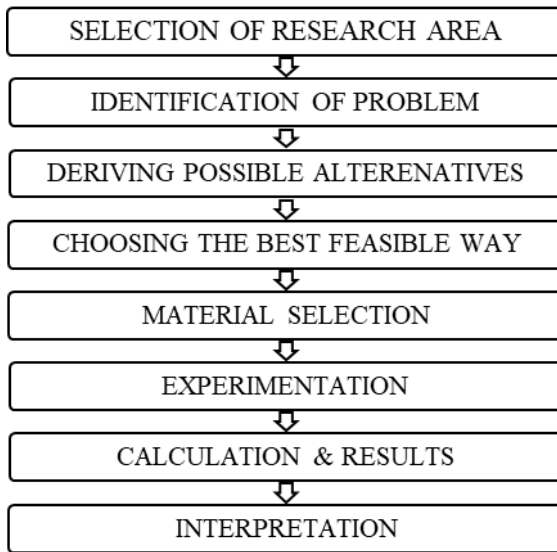 SELECTION OF RESEARCH AREA
IDENTIFICATION OF PROBLEM
DERIVING POSSIBLE ALTERENATIVES
CHOOSING THE BEST FEASIBLE WAY
MATERIAL SELECTION
EXPERIMENTATION
CALCULATION & RESULTS
INTERPRETATION